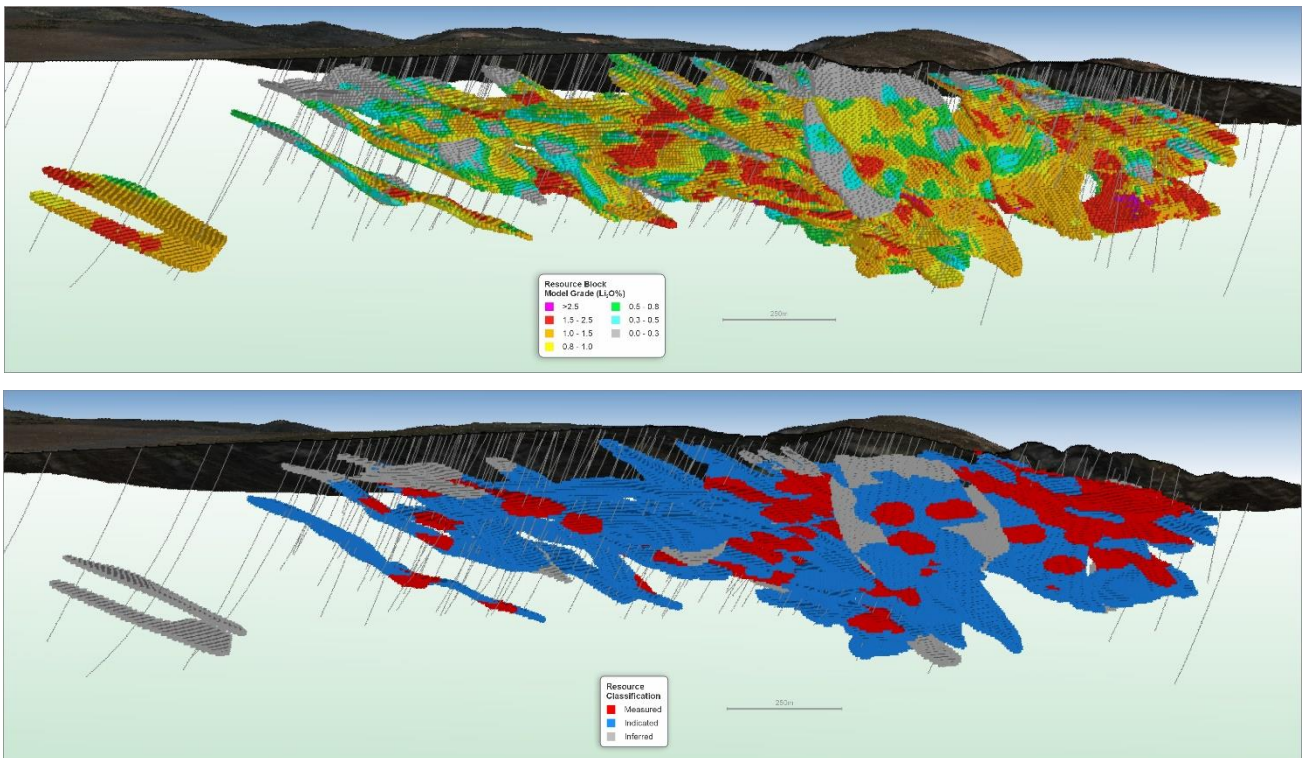 Resource Block
Model Grade (Li₂O%)
>2.5 0.5 - 0.8
1.5 - 2.5 0.3 - 0.5
1.0 - 1.5 0.0 - 0.3
0.8 - 1.0
250m
Resource
Classification
Measured
Indicated
Inferred
250m